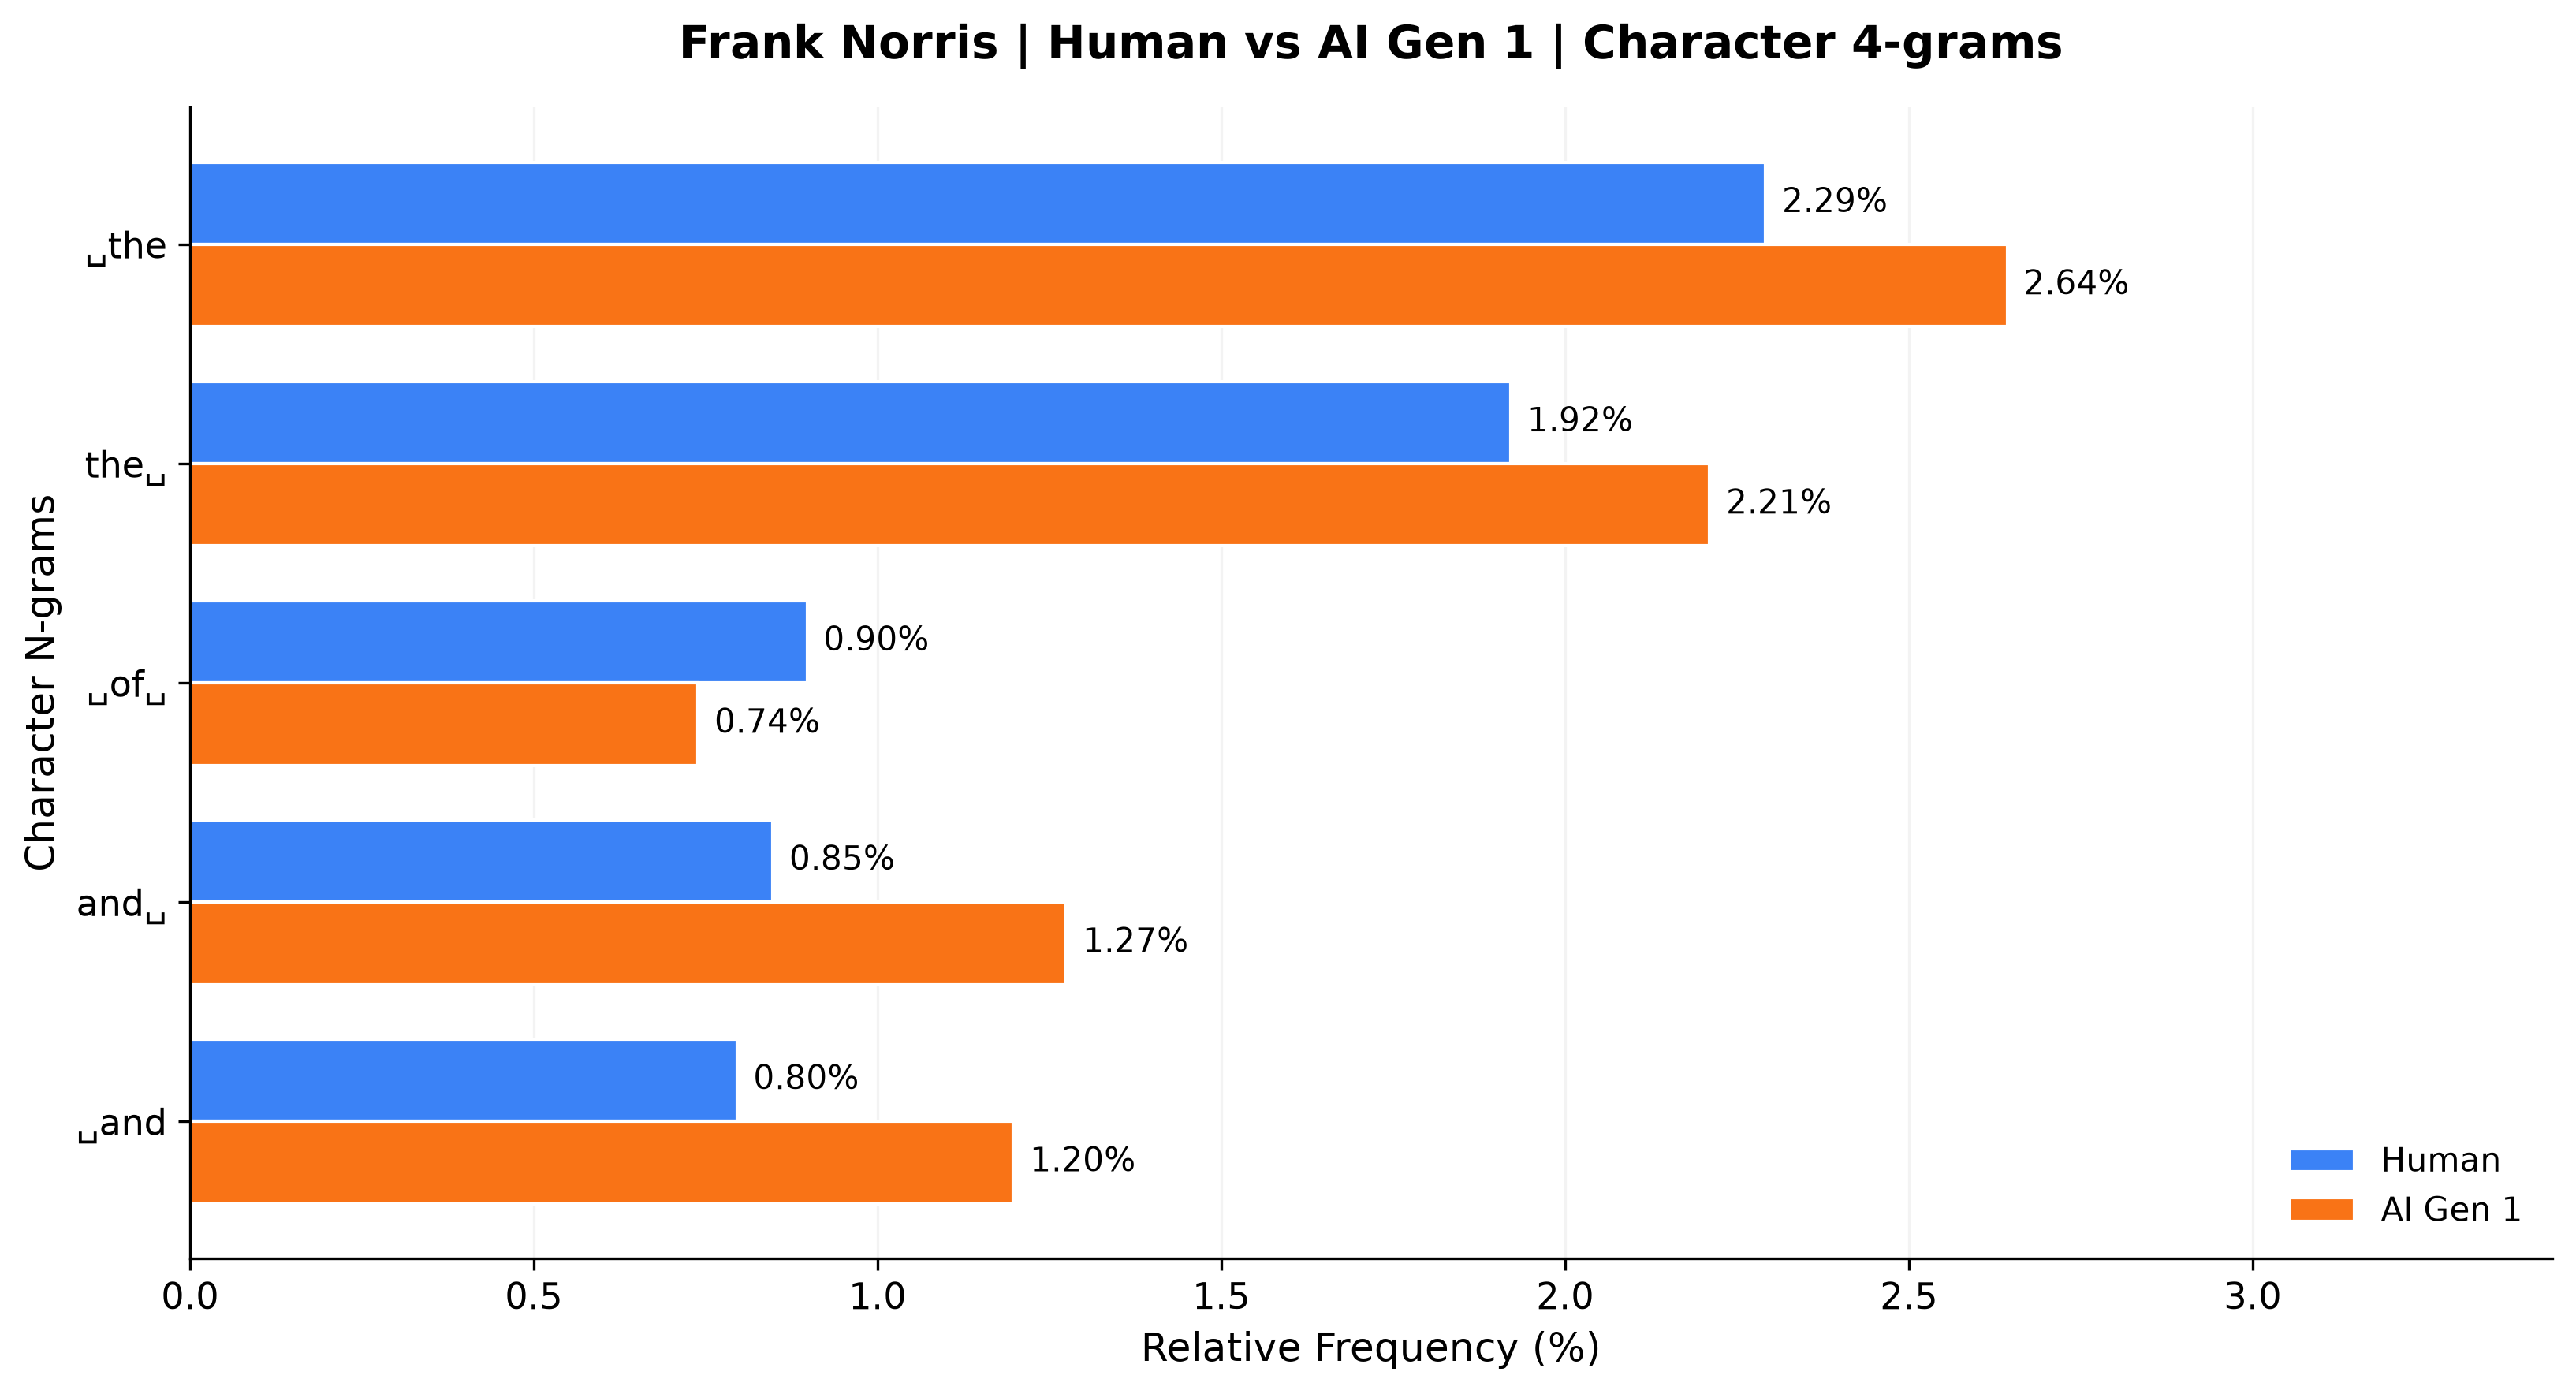 Frank Norris | Human vs AI Gen 1 | Character 4-grams
Character N-grams
␣the
2.29%
2.64%
the␣
1.92%
2.21%
␣of␣
0.90%
0.74%
and␣
0.85%
1.27%
␣and
0.80%
1.20%
Human
AI Gen 1
0.0 0.5 1.0 1.5 2.0 2.5 3.0
Relative Frequency (%)